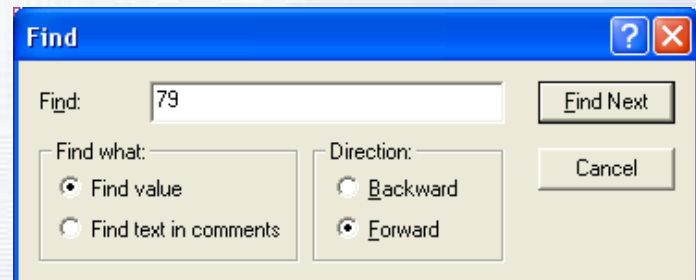 Find
Find: 79 Find Next
Find what: Direction: Cancel
Find value Backward
Find text in comments Forward